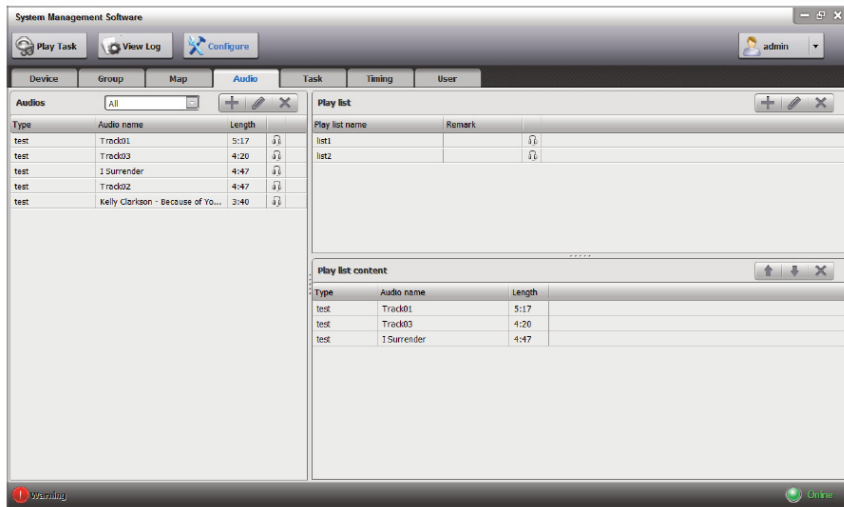 System Management Software
Play Task View Log Configure admin
Device Group Map Audio Task Timing User
Audios All
Type Audio name Length
test Track01 5:17
test Track03 4:20
test I Surrender 4:47
test Track02 4:47
test Kelly Clarkson - Because of Yo... 3:40
Play list
Play list name Remark
list1
list2
Play list content
Type Audio name Length
test Track01 5:17
test Track03 4:20
test I Surrender 4:47
Warning Online